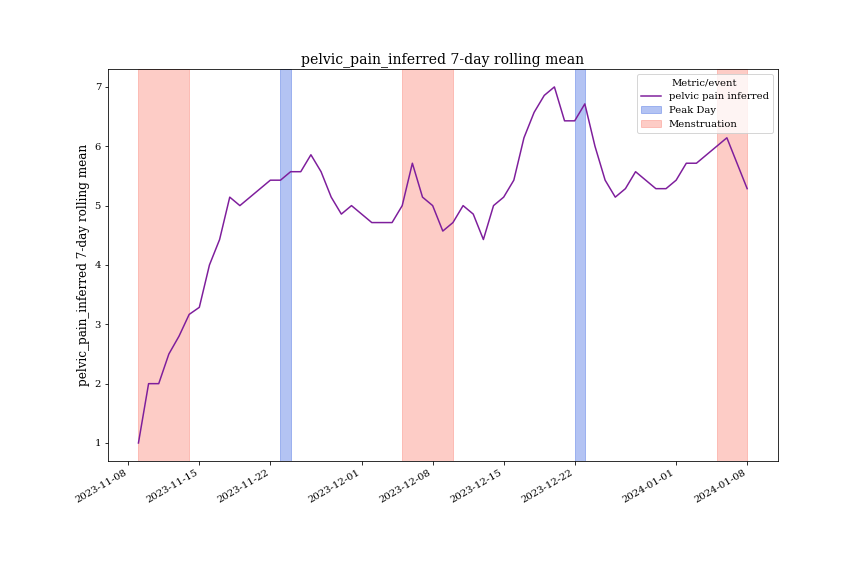 pelvic_pain_inferred 7-day rolling mean
Metric/event
pelvic pain inferred
Peak Day
Menstruation
pelvic_pain_inferred 7-day rolling mean
7
6
5
4
3
2
1
2023-11-08
2023-11-15
2023-11-22
2023-12-01
2023-12-08
2023-12-15
2023-12-22
2024-01-01
2024-01-08